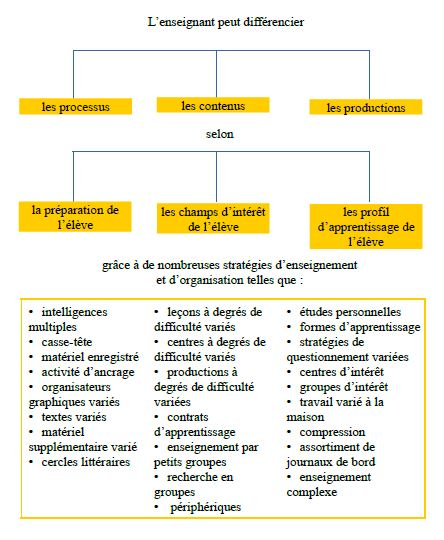 L'enseignant peut différencier
les processus
les contenus
les productions
selon
la préparation de
l'élève
les champs d'intérêt
de l'élève
les profil
d'apprentissage de
l'élève
grâce à de nombreuses stratégies d'enseignement
et d'organisation telles que :
• intelligences
multiples
• casse-tête
• matériel enregistré
• activité d'ancrage
• organisateurs
graphiques variés
• textes variés
• matériel
supplémentaire varié
• cercles littéraires
• leçons à degrés de
difficulté variés
• centres à degrés de
difficulté variés
• productions à
degrés de difficulté
variées
• contrats
d'apprentissage
• enseignement par
petits groupes
• recherche en
groupes
• périphériques
• études personnelles
• formes d'apprentissage
• stratégies de
questionnement variées
• centres d'intérêt
• groupes d'intérêt
• travail varié à la
maison
• compression
• assortiment de
journaux de bord
• enseignement
complexe